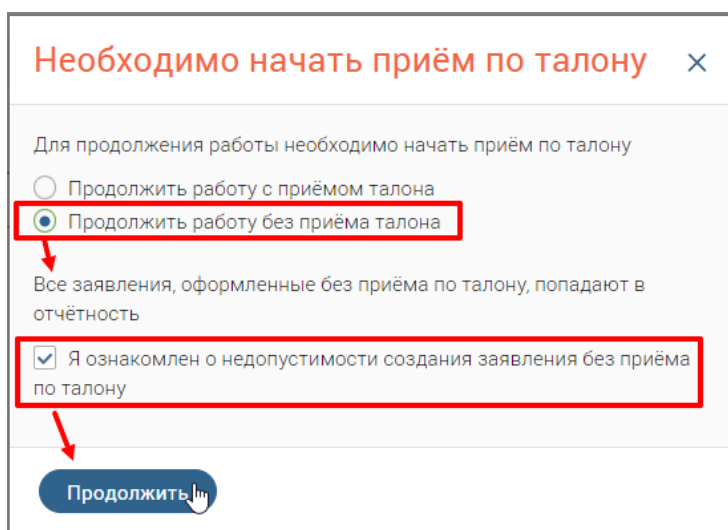 Необходимо начать приём по талону
Для продолжения работы необходимо начать приём по талону
Продолжить работу с приёмом талона
Продолжить работу без приёма талона
Все заявления, оформленные без приёма по талону, попадают в
отчётность
Я ознакомлен о недопустимости создания заявления без приёма
по талону
Продолжить